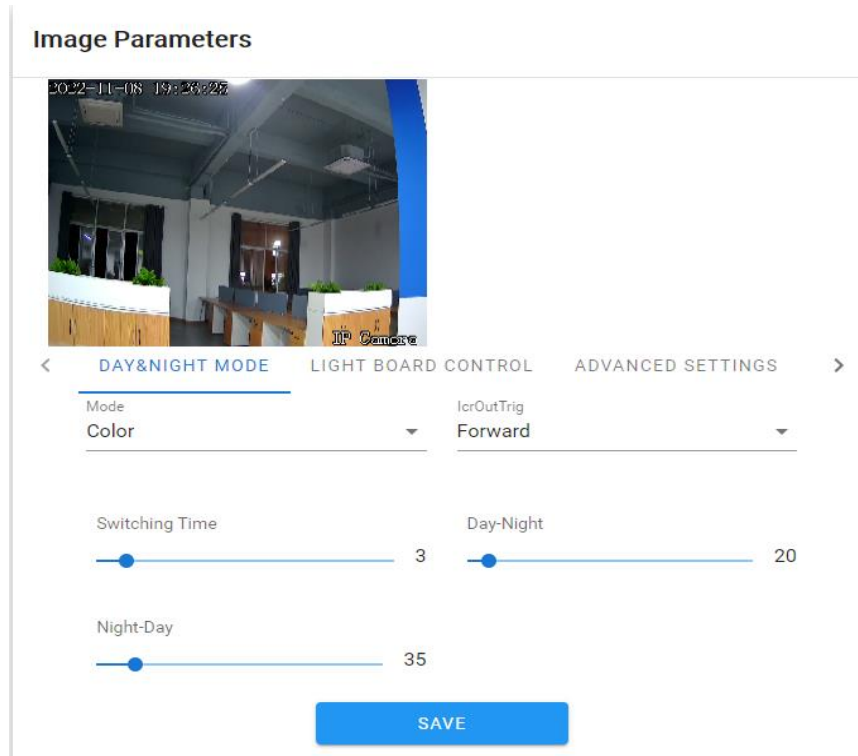 Image Parameters
2022-11-08 19:26:28
IP Camera
DAY&NIGHT MODE LIGHT BOARD CONTROL ADVANCED SETTINGS
Mode IcrOutTrig
Color Forward
Switching Time Day-Night
3 20
Night-Day
35
SAVE